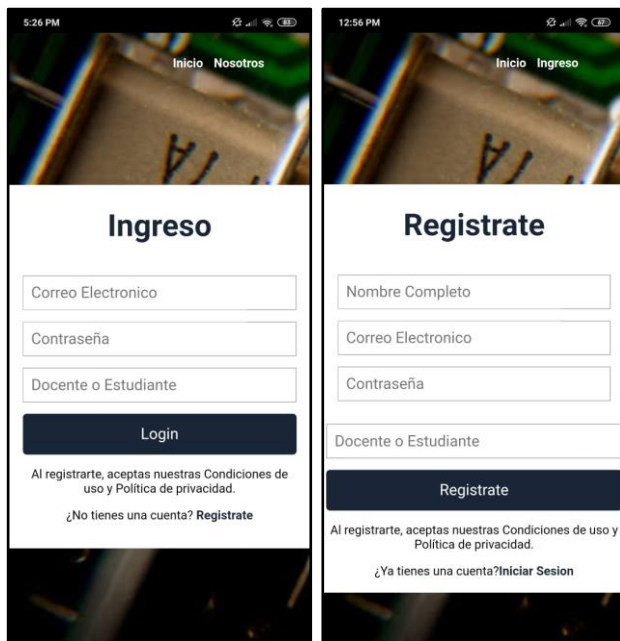 5:26 PM
63
Inicio Nosotros
Ingreso
Correo Electronico
Contraseña
Docente o Estudiante
Login
Al registrarte, aceptas nuestras Condiciones de
uso y Política de privacidad.
¿No tienes una cuenta? Registrate
12:56 PM
67
Inicio Ingreso
Registrate
Nombre Completo
Correo Electronico
Contraseña
Docente o Estudiante
Registrate
Al registrarte, aceptas nuestras Condiciones de uso y
Política de privacidad.
¿Ya tienes una cuenta?Iniciar Sesion